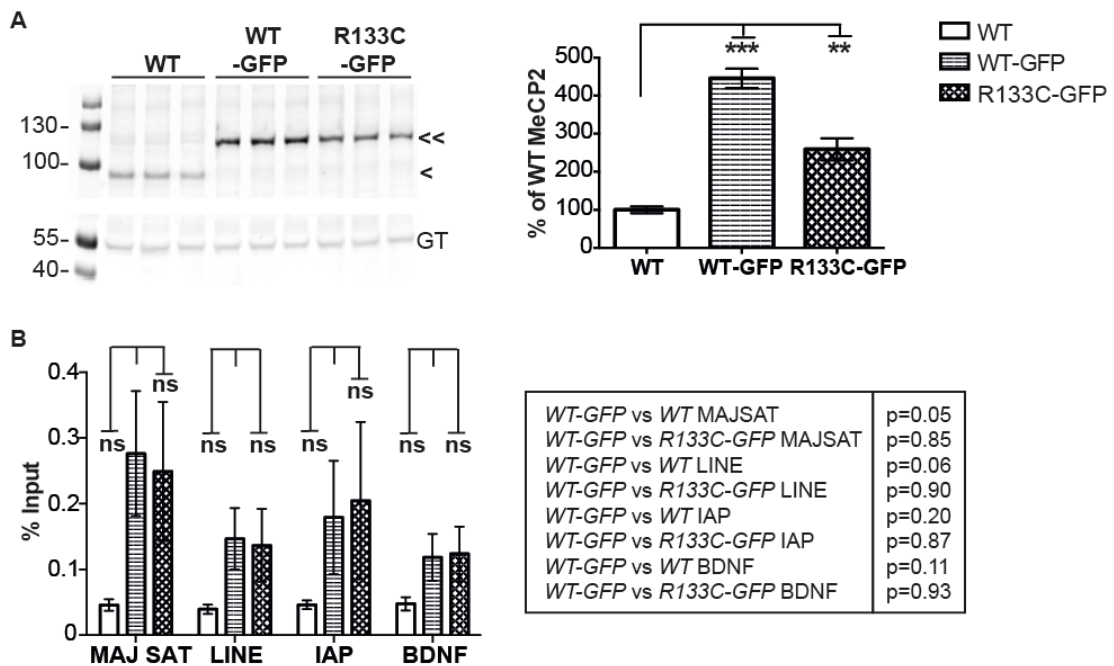 A
WT
WT
-GFP
R133C
-GFP
130-
100-
55-
40-
<<
<
GT
% of WT MeCP2
500
400
300
200
100
0
***
**
WT
WT-GFP
R133C-GFP
WT
WT-GFP
R133C-GFP
B
% Input
0.4
0.3
0.2
0.1
0
ns
ns
ns
ns
ns
ns
ns
ns
MAJ SAT
LINE
IAP
BDNF
WT-GFP vs WT MAJSAT p=0.05
WT-GFP vs R133C-GFP MAJSAT p=0.85
WT-GFP vs WT LINE p=0.06
WT-GFP vs R133C-GFP LINE p=0.90
WT-GFP vs WT IAP p=0.20
WT-GFP vs R133C-GFP IAP p=0.87
WT-GFP vs WT BDNF p=0.11
WT-GFP vs R133C-GFP BDNF p=0.93